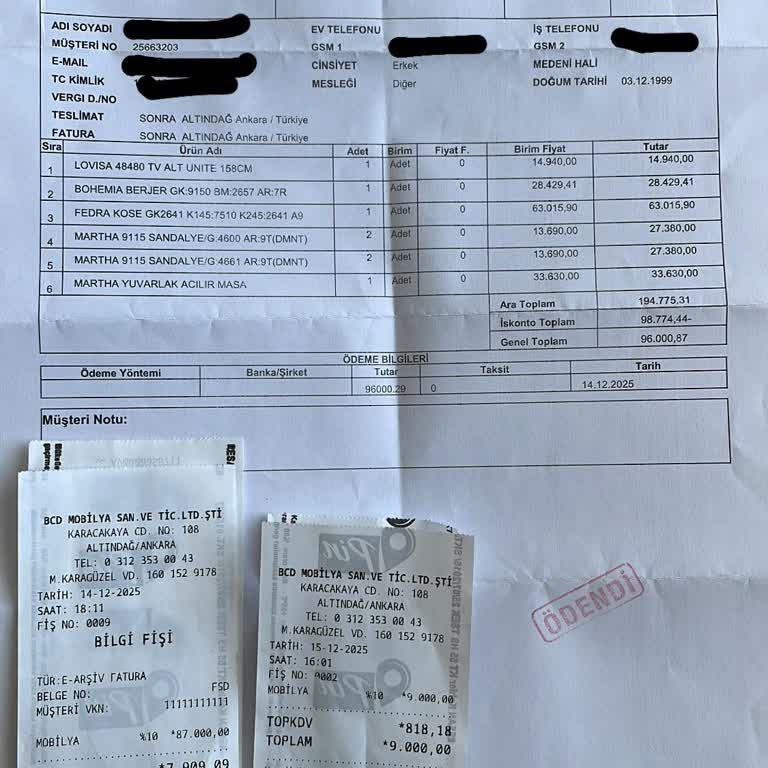 ADI SOYADI EV TELEFONU İŞ TELEFONU
MÜŞTERİ NO 25663203 GSM 1 GSM 2
E-MAIL CİNSİYET Erkek MEDENİ HALİ
TC KİMLİK MESLEĞİ Diğer DOĞUM TARİHİ 03.12.1999
VERGİ D./NO
TESLİMAT SONRA ALTINDAĞ Ankara / Türkiye
FATURA SONRA ALTINDAĞ Ankara / Türkiye
Sıra Ürün Adı Adet Birim Fiyat F. Birim Fiyat Tutar
1 LOVISA 48480 TV ALT UNITE 158CM 1 Adet 0 14.940,00 14.940,00
2 BOHEMIA BERJER GK:9150 BM:2657 AR:7R 1 Adet 0 28.429,41 28.429,41
3 FEDRA KOSE GK2641 K145:7510 K245:2641 A9 1 Adet 0 63.015,90 63.015,90
4 MARTHA 9115 SANDALYE/G:4600 AR:9T(DMNT) 2 Adet 0 13.690,00 27.380,00
5 MARTHA 9115 SANDALYE/G:4661 AR:9T(DMNT) 2 Adet 0 13.690,00 27.380,00
6 MARTHA YUVARLAK ACILIR MASA 1 Adet 0 33.630,00 33.630,00
Ara Toplam 194.775,31
İskonto Toplam 98.774,44-
Genel Toplam 96.000,87
ÖDEME BİLGİLERİ
Ödeme Yöntemi Banka/Şirket Tutar Taksit Tarih
96000.29 0 14.12.2025
Müşteri Notu:
BCD MOBİLYA SAN.VE TİC.LTD.ŞTİ
KARACAKAYA CD. NO: 108
ALTINDAĞ/ANKARA
TEL: 0 312 353 00 43
M.KARAGÜZEL VD. 160 152 9178
TARİH: 14-12-2025
SAAT: 18:11
FİŞ NO: 0009
BİLGİ FİŞİ
TÜR:E-ARŞİV FATURA
BELGE NO: FSD
MÜŞTERİ VKN: 11111111111
MOBİLYA %10 *87.000,00
*7.909,09
BCD MOBİLYA SAN.VE TİC.LTD.ŞTİ
KARACAKAYA CD. NO: 108
ALTINDAĞ/ANKARA
TEL: 0 312 353 00 43
M.KARAGÜZEL VD. 160 152 9178
TARİH: 15-12-2025
SAAT: 16:01
FİŞ NO: 0002
MOBİLYA %10 *9.000,00
TOPKDV *818,18
TOPLAM *9.000,00
ÖDENDİ